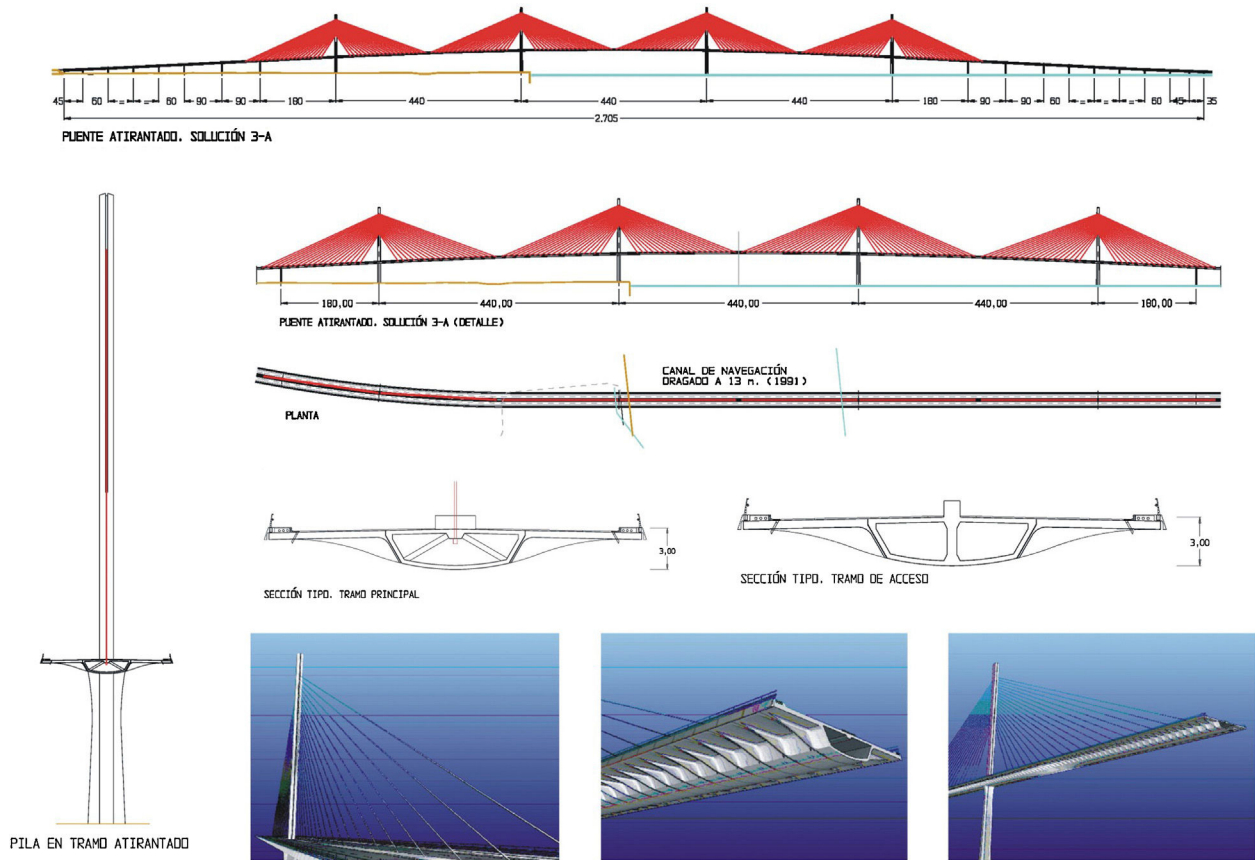 45 60 = = 60 90 90 180 440 440 440 180 90 90 60 = = = 60 45 35
2.705
PUENTE ATIRANTADO. SOLUCIÓN 3-A
180,00 440,00 440,00 440,00 180,00
PUENTE ATIRANTADO. SOLUCIÓN 3-A (DETALLE)
CANAL DE NAVEGACIÓN
DRAGADO A 13 m. (1991)
PLANTA
3,00
SECCIÓN TIPO. TRAMO PRINCIPAL
3,00
SECCIÓN TIPO. TRAMO DE ACCESO
PILA EN TRAMO ATIRANTADO